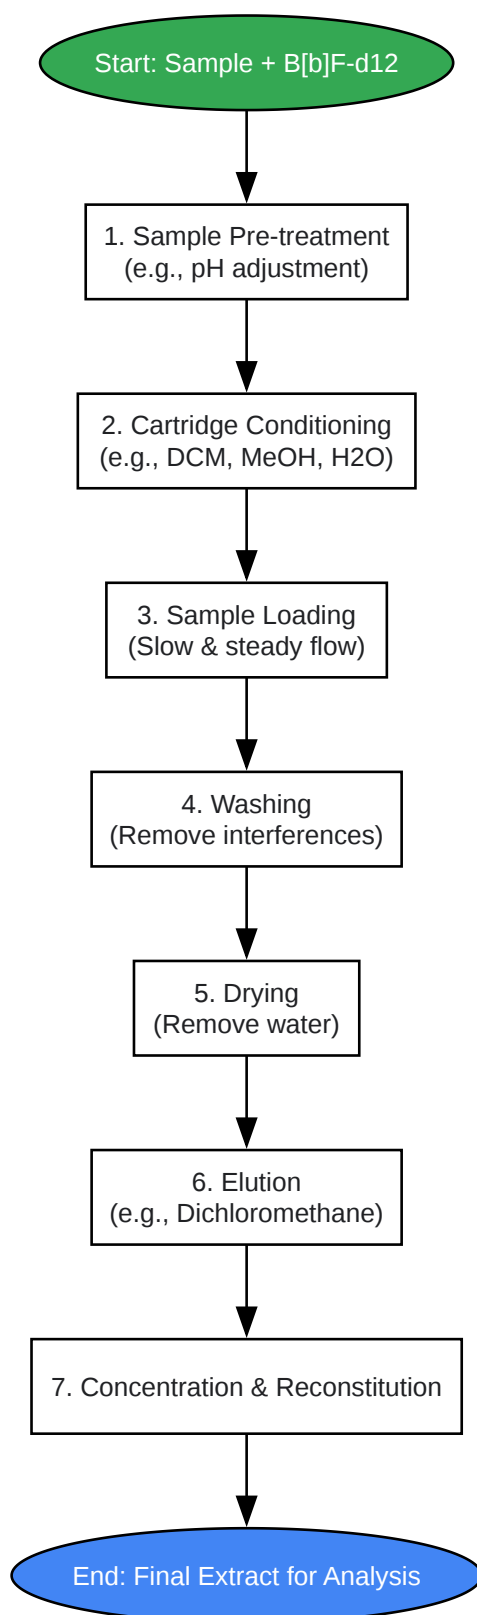 Start: Sample + B[b]F-d12
1. Sample Pre-treatment
(e.g., pH adjustment)
2. Cartridge Conditioning
(e.g., DCM, MeOH, H2O)
3. Sample Loading
(Slow & steady flow)
4. Washing
(Remove interferences)
5. Drying
(Remove water)
6. Elution
(e.g., Dichloromethane)
7. Concentration & Reconstitution
End: Final Extract for Analysis